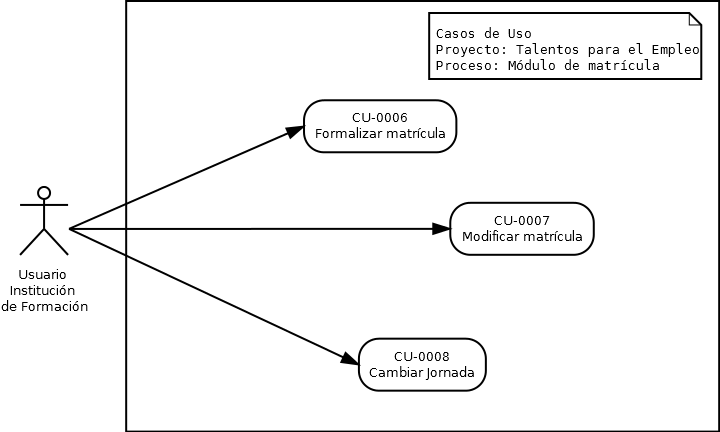 Casos de Uso
Proyecto: Talentos para el Empleo
Proceso: Módulo de matrícula
CU-0006
Formalizar matrícula
CU-0007
Modificar matrícula
Usuario
Institución
de Formación
CU-0008
Cambiar Jornada